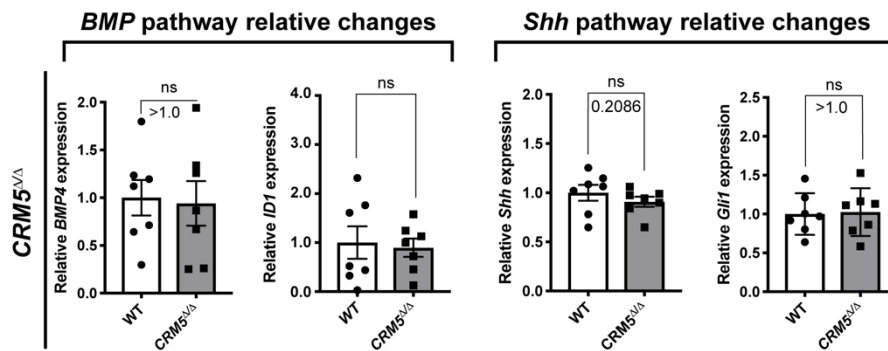 BMP pathway relative changes
Shh pathway relative changes
CRM5Δ/Δ
Relative BMP4 expression
2.0
1.5
1.0
0.5
0.0
ns
>1.0
WT
CRM5Δ/Δ
Relative ID1 expression
4.0
3.0
2.0
1.0
0.0
ns
WT
CRM5Δ/Δ
Relative Shh expression
2.0
1.5
1.0
0.5
0.0
ns
0.2086
WT
CRM5Δ/Δ
Relative Gli1 expression
2.5
2.0
1.5
1.0
0.5
0.0
ns
>1.0
WT
CRM5Δ/Δ